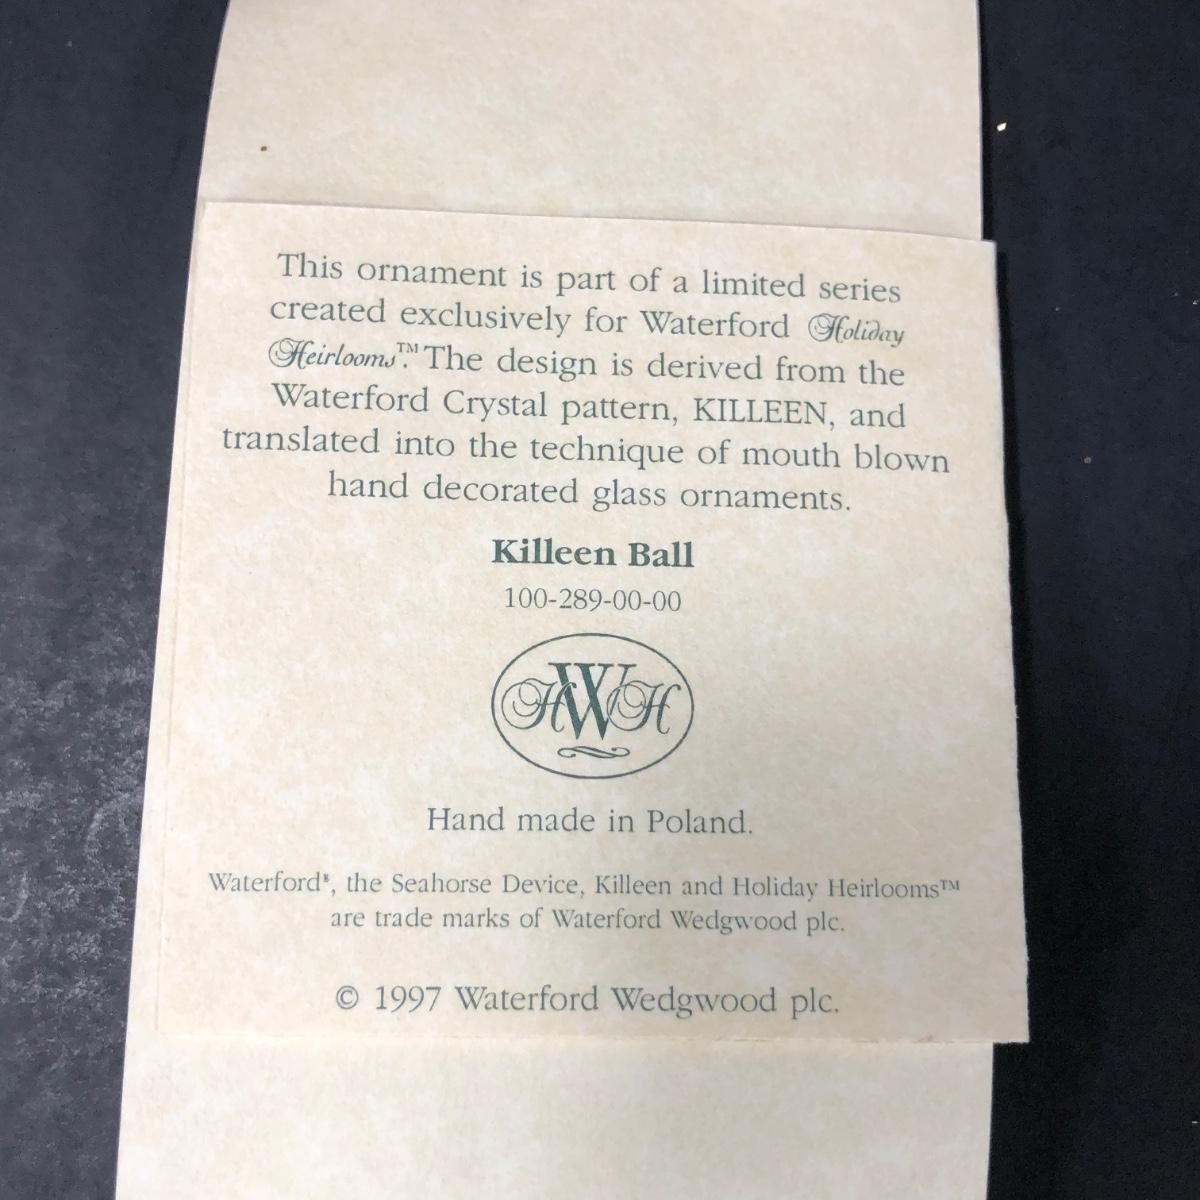 This ornament is part of a limited series
created exclusively for Waterford Holiday
Heirlooms™. The design is derived from the
Waterford Crystal pattern, KILLEEN, and
translated into the technique of mouth blown
hand decorated glass ornaments.
Killeen Ball
100-289-00-00
HWH
Hand made in Poland.
Waterford®, the Seahorse Device, Killeen and Holiday Heirlooms™
are trade marks of Waterford Wedgwood plc.
© 1997 Waterford Wedgwood plc.